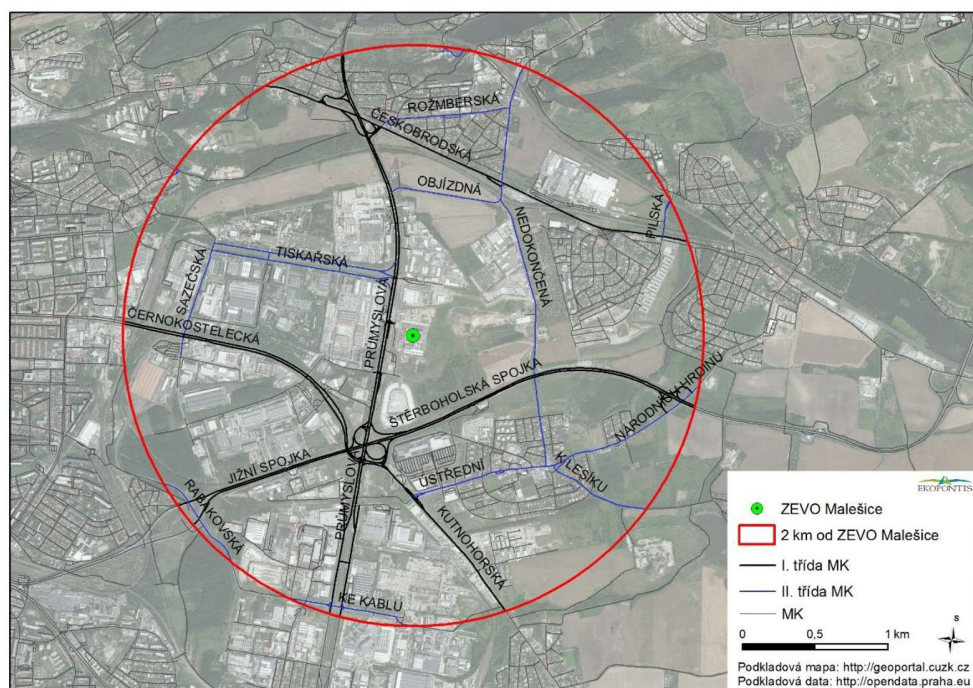 ROŽMBERSKÁ
ČESKOBRODSKÁ
OBJÍZDNÁ
NEDOKONČENÁ
PILSKÁ
SAZEČSKÁ
TISKAŘSKÁ
PRŮMYSLOVÁ
ČERNOKOSTELECKÁ
ŠTĚRBOHOLSKÁ SPOJKA
NÁRODNÍCH HRDINŮ
JIŽNÍ SPOJKA
ÚSTŘEDNÍ
K LESÍKU
RABAKOVSKÁ
PRŮMYSLOVÁ
KUTNOHORSKÁ
KE KABLU
EKOPONTIS
ZEVO Malešice
2 km od ZEVO Malešice
I. třída MK
II. třída MK
MK
0 0,5 1 km
S
Podkladová mapa: http://geoportal.cuzk.cz
Podkladová data: http://opendata.praha.eu